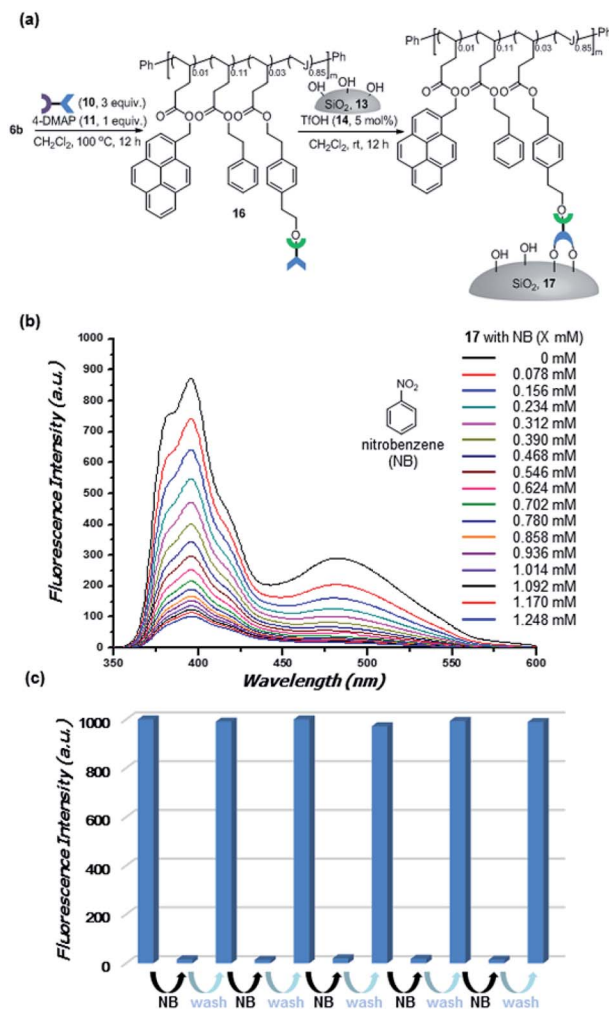 (a)
Ph 0.01 0.11 0.03 0.85 m Ph
(10, 3 equiv.)
4-DMAP (11, 1 equiv.)
6b
CH2Cl2, 100 °C, 12 h
O O O
O O O
16
O
OH OH OH
SiO2, 13
TfOH (14, 5 mol%)
CH2Cl2, rt, 12 h
Ph 0.01 0.11 0.03 0.85 m Ph
O O O
O O O
O
OH OH O O
SiO2, 17
(b)
Fluorescence Intensity (a.u.)
1000
900
800
700
600
500
400
300
200
100
0
350 400 450 500 550 600
Wavelength (nm)
NO2
nitrobenzene
(NB)
17 with NB (X mM)
0 mM
0.078 mM
0.156 mM
0.234 mM
0.312 mM
0.390 mM
0.468 mM
0.546 mM
0.624 mM
0.702 mM
0.780 mM
0.858 mM
0.936 mM
1.014 mM
1.092 mM
1.170 mM
1.248 mM
(c)
Fluorescence Intensity (a.u.)
1000
800
600
400
200
0
NB wash NB wash NB wash NB wash NB wash